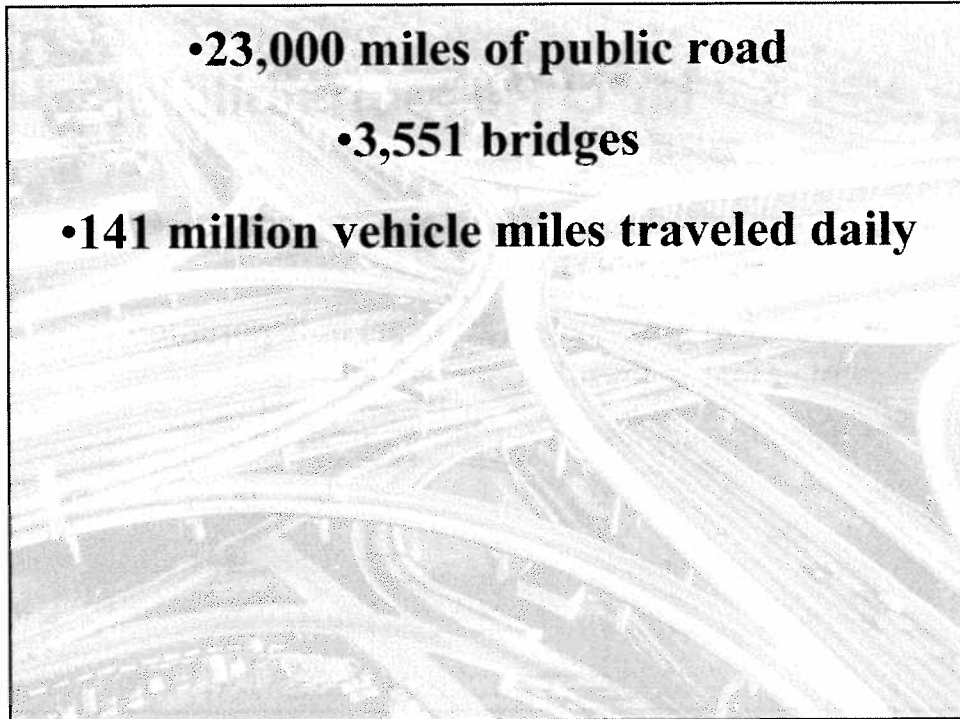 •23,000 miles of public road
•3,551 bridges
•141 million vehicle miles traveled daily